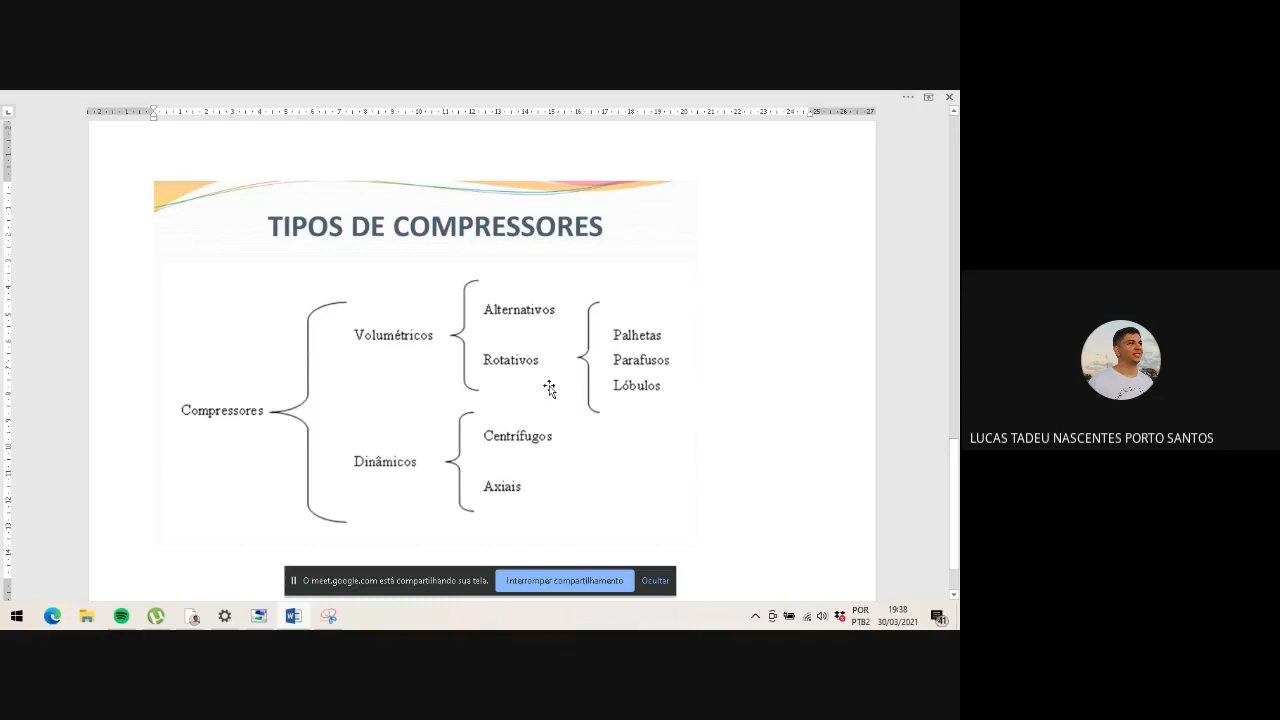 TIPOS DE COMPRESSORES
Alternativos
Volumétricos
Palhetas
Rotativos
Parafusos
Lóbulos
Compressores
Centrífugos
Dinâmicos
Axiais
LUCAS TADEU NASCENTES PORTO SANTOS
O meet.google.com está compartilhando sua tela.
Interromper compartilhamento
Ocultar
POR
PTB2
19:38
30/03/2021
41